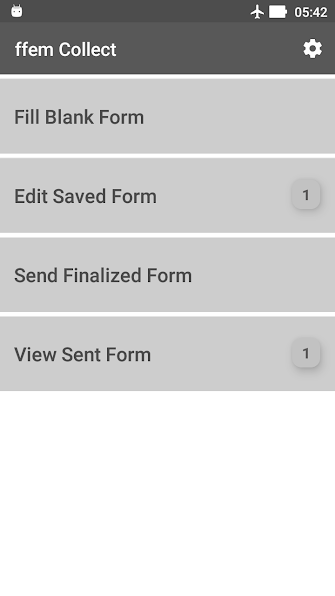 05:42
ffem Collect
Fill Blank Form
Edit Saved Form 1
Send Finalized Form
View Sent Form 1